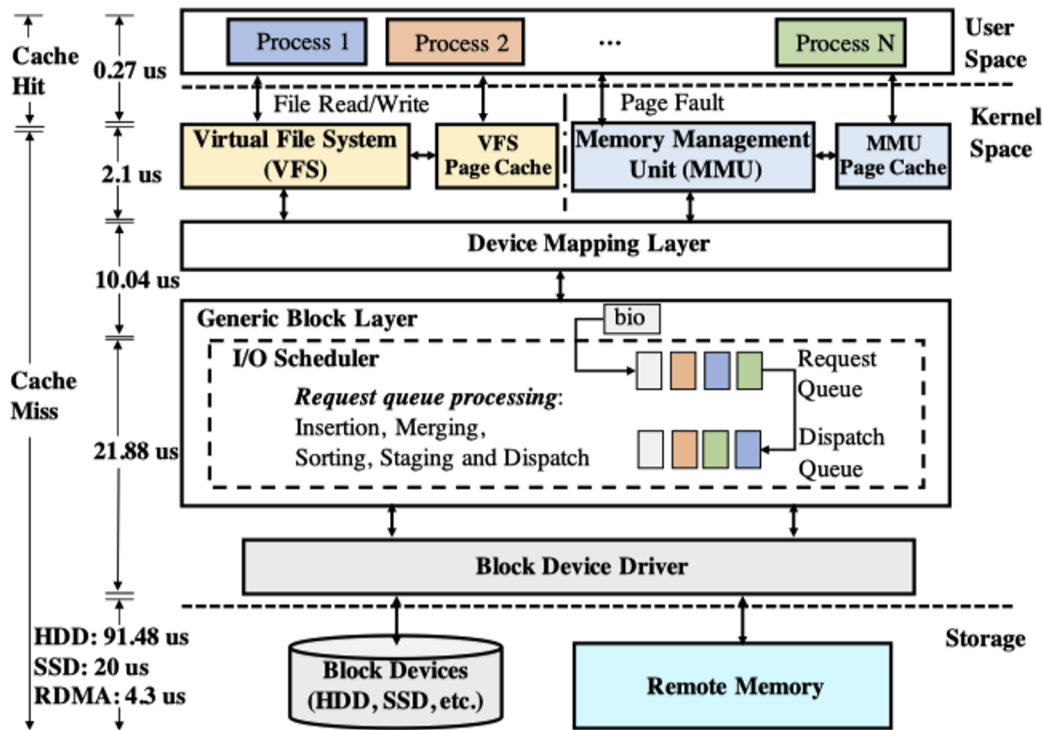 Process 1
Process 2
...
Process N
User
Space
Cache
Hit
0.27 us
File Read/Write
Page Fault
Kernel
Space
Virtual File System
(VFS)
VFS
Page Cache
Memory Management
Unit (MMU)
MMU
Page Cache
2.1 us
Device Mapping Layer
10.04 us
Generic Block Layer
bio
I/O Scheduler
Request queue processing:
Insertion, Merging,
Sorting, Staging and Dispatch
Request
Queue
Dispatch
Queue
Cache
Miss
21.88 us
Block Device Driver
HDD: 91.48 us
SSD: 20 us
RDMA: 4.3 us
Storage
Block Devices
(HDD, SSD, etc.)
Remote Memory